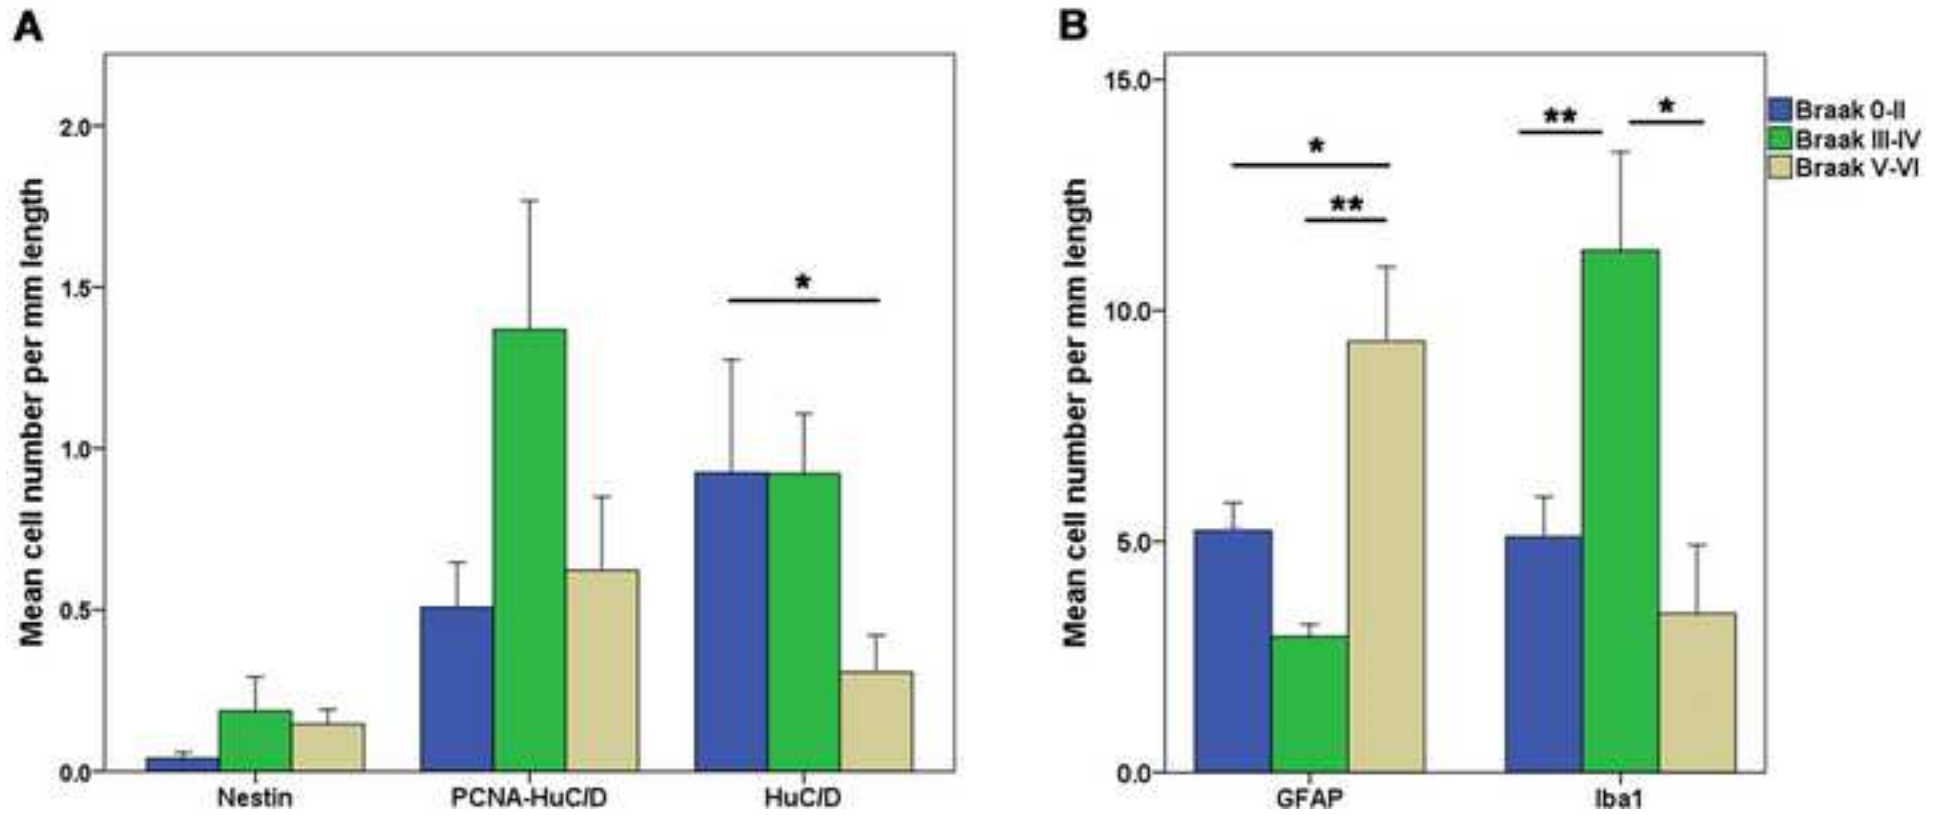 A
Mean cell number per mm length
2.0
1.5
1.0
0.5
0.0
*
Nestin
PCNA-HuC/D
HuC/D
B
Mean cell number per mm length
15.0
10.0
5.0
0.0
*
**
**
*
GFAP
Iba1
Braak 0-II
Braak III-IV
Braak V-VI